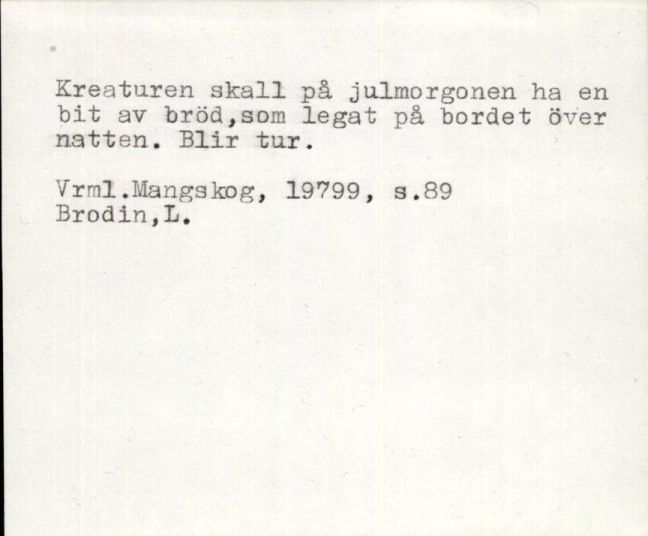 Kreaturen skall på julmorgonen ha en
bit av bröd,som legat på bordet över
natten. Blir tur.
Vrml.Mangskog, 19799, s.89
Brodin,L.